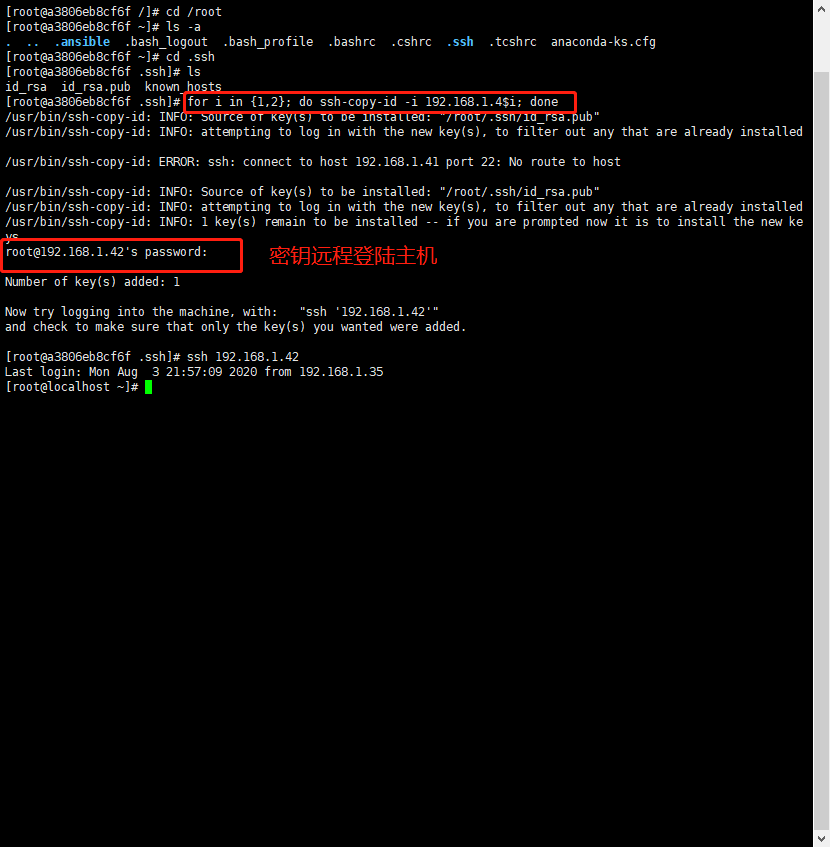 [root@a3806eb8cf6f /]# cd /root
[root@a3806eb8cf6f ~]# ls -a
.  ..  .ansible  .bash_logout  .bash_profile  .bashrc  .cshrc  .ssh  .tcshrc  anaconda-ks.cfg
[root@a3806eb8cf6f ~]# cd .ssh
[root@a3806eb8cf6f .ssh]# ls
id_rsa  id_rsa.pub  known_hosts
[root@a3806eb8cf6f .ssh]# for i in {1,2}; do ssh-copy-id -i 192.168.1.4$i; done
/usr/bin/ssh-copy-id: INFO: Source of key(s) to be installed: "/root/.ssh/id_rsa.pub"
/usr/bin/ssh-copy-id: INFO: attempting to log in with the new key(s), to filter out any that are already installed
/usr/bin/ssh-copy-id: ERROR: ssh: connect to host 192.168.1.41 port 22: No route to host
/usr/bin/ssh-copy-id: INFO: Source of key(s) to be installed: "/root/.ssh/id_rsa.pub"
/usr/bin/ssh-copy-id: INFO: attempting to log in with the new key(s), to filter out any that are already installed
/usr/bin/ssh-copy-id: INFO: 1 key(s) remain to be installed -- if you are prompted now it is to install the new ke
ys
root@192.168.1.42's password:
密钥远程登陆主机
Number of key(s) added: 1
Now try logging into the machine, with:   "ssh '192.168.1.42'"
and check to make sure that only the key(s) you wanted were added.
[root@a3806eb8cf6f .ssh]# ssh 192.168.1.42
Last login: Mon Aug  3 21:57:09 2020 from 192.168.1.35
[root@localhost ~]#